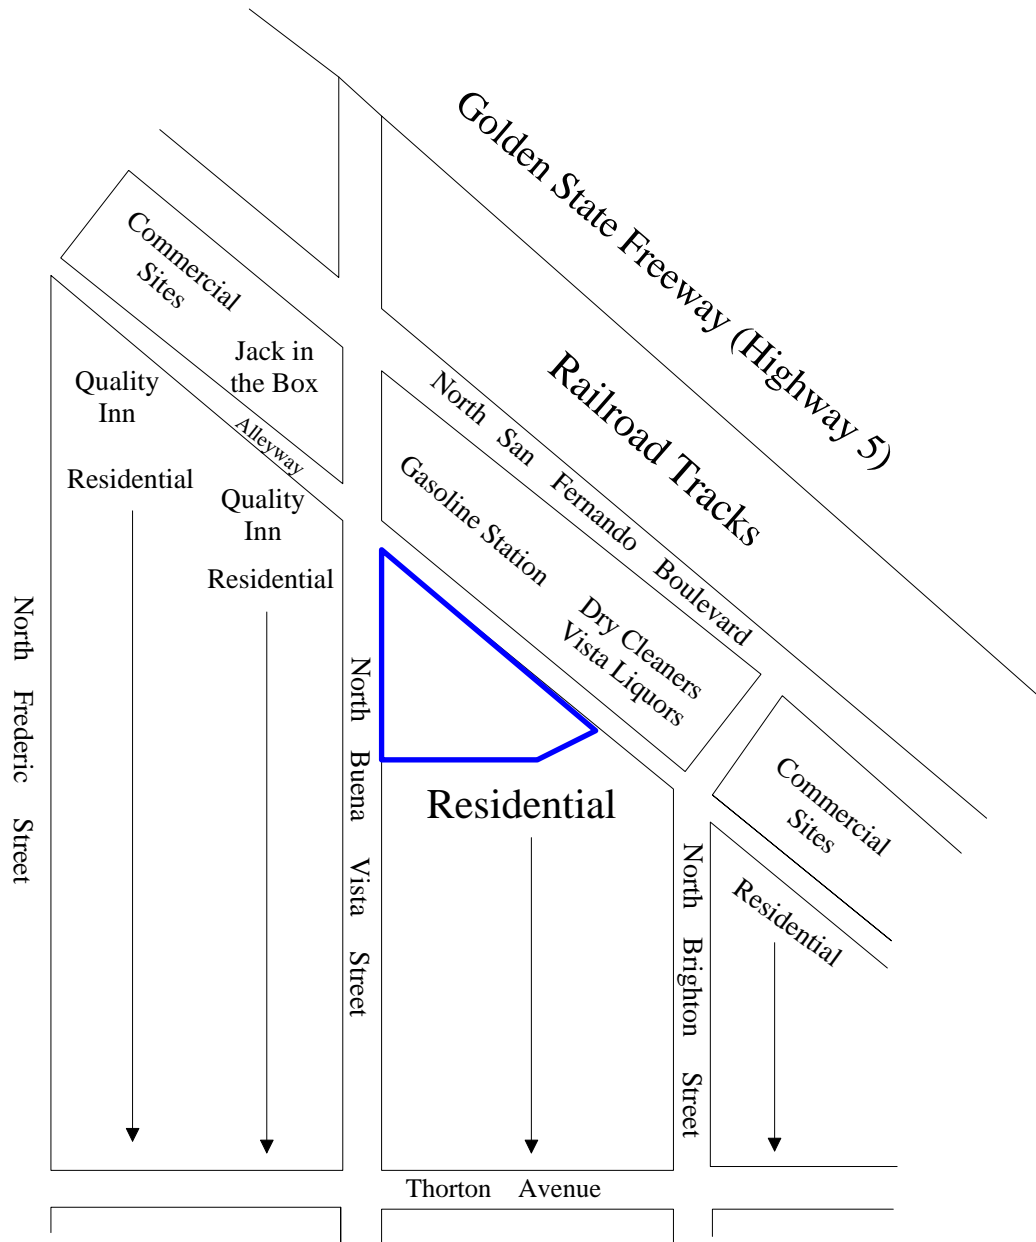 Golden State Freeway (Highway 5)
Railroad Tracks
North San Fernando Boulevard
Commercial
Sites
Jack in
the Box
Quality
Inn
Alleyway
Residential
Quality
Inn
Residential
Gasoline Station
Dry Cleaners
Vista Liquors
North Frederic Street
North Buena Vista Street
Residential
Commercial
Sites
North Brighton Street
Residential
Thorton Avenue